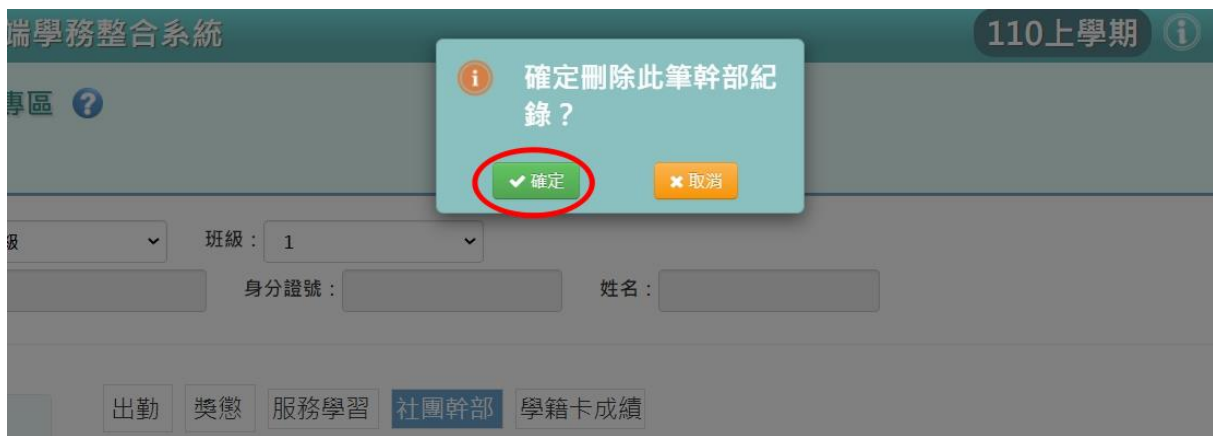 端學務整合系統
110上學期
確定刪除此筆幹部紀
錄？
專區
確定
取消
級
班級：
1
身分證號：
姓名：
出勤
獎懲
服務學習
社團幹部
學籍卡成績